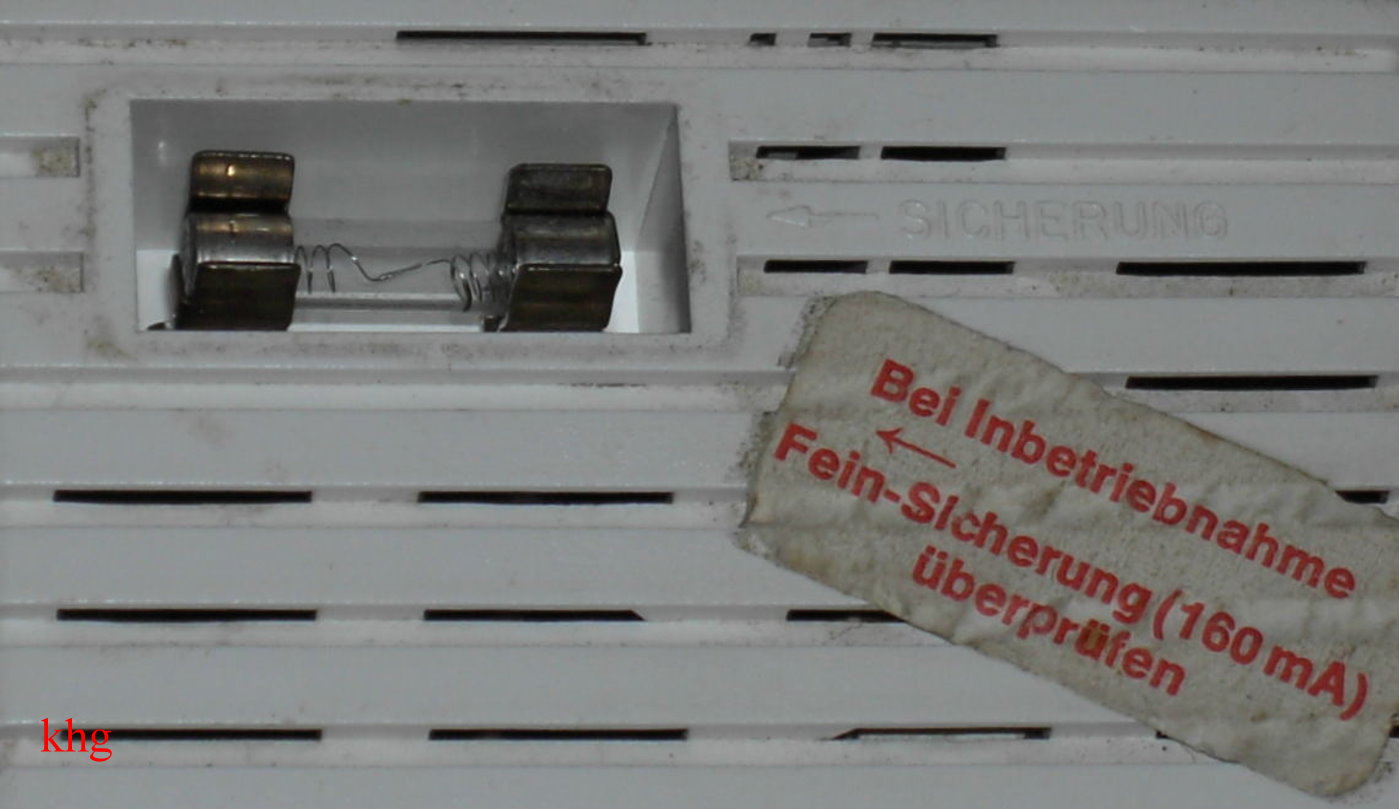 SICHERUNG
Bei Inbetriebnahme
Fein-Sicherung (160 mA)
überprüfen
khg